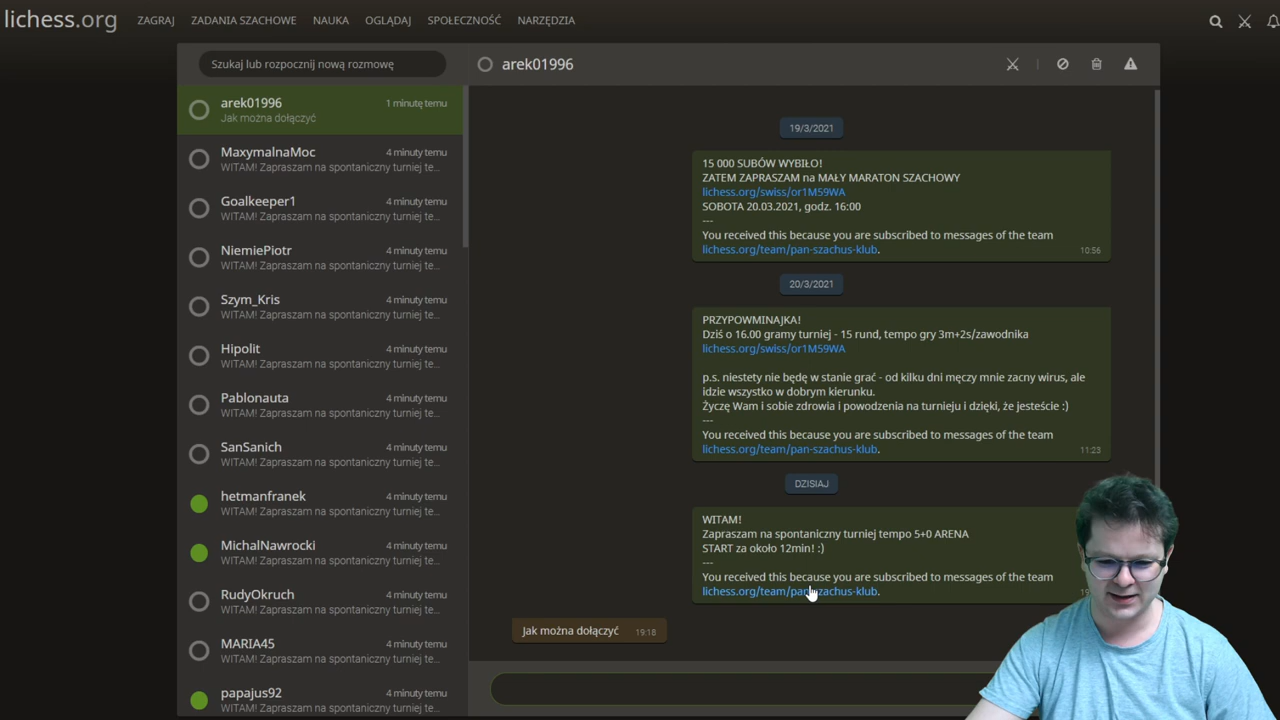 lichess.org
ZAGRAJ
ZADANIA SZACHOWE
NAUKA
OGLĄDAJ
SPOŁECZNOŚĆ
NARZĘDZIA
Szukaj lub rozpocznij nową rozmowę
arek01996
1 minutę temu
Jak można dołączyć
MaxymalnaMoc
4 minuty temu
WITAM! Zapraszam na spontaniczny turniej te...
Goalkeeper1
4 minuty temu
WITAM! Zapraszam na spontaniczny turniej te...
NiemiePiotr
4 minuty temu
WITAM! Zapraszam na spontaniczny turniej te...
Szym_Kris
4 minuty temu
WITAM! Zapraszam na spontaniczny turniej te...
Hipolit
4 minuty temu
WITAM! Zapraszam na spontaniczny turniej te...
Pablonauta
4 minuty temu
WITAM! Zapraszam na spontaniczny turniej te...
SanSanich
4 minuty temu
WITAM! Zapraszam na spontaniczny turniej te...
hetmanfranek
4 minuty temu
WITAM! Zapraszam na spontaniczny turniej te...
MichalNawrocki
4 minuty temu
WITAM! Zapraszam na spontaniczny turniej te...
RudyOkruch
4 minuty temu
WITAM! Zapraszam na spontaniczny turniej te...
MARIA45
4 minuty temu
WITAM! Zapraszam na spontaniczny turniej te...
papajus92
4 minuty temu
WITAM! Zapraszam na spontaniczny turniej te...
arek01996
19/3/2021
15 000 SUBÓW WYBIŁO!
ZATEM ZAPRASZAM na MAŁY MARATON SZACHOWY
lichess.org/swiss/or1M59WA
SOBOTA 20.03.2021, godz. 16:00
---
You received this because you are subscribed to messages of the team
lichess.org/team/pan-szachus-klub.
10:56
20/3/2021
PRZYPOWMINAJKA!
Dziś o 16.00 gramy turniej - 15 rund, tempo gry 3m+2s/zawodnika
lichess.org/swiss/or1M59WA
p.s. niestety nie będę w stanie grać - od kilku dni męczy mnie zacny wirus, ale
idzie wszystko w dobrym kierunku.
Życzę Wam i sobie zdrowia i powodzenia na turnieju i dzięki, że jesteście :)
---
You received this because you are subscribed to messages of the team
lichess.org/team/pan-szachus-klub.
11:23
DZISIAJ
WITAM!
Zapraszam na spontaniczny turniej tempo 5+0 ARENA
START za około 12min! :)
---
You received this because you are subscribed to messages of the team
lichess.org/team/pan-szachus-klub.
Jak można dołączyć
19:18